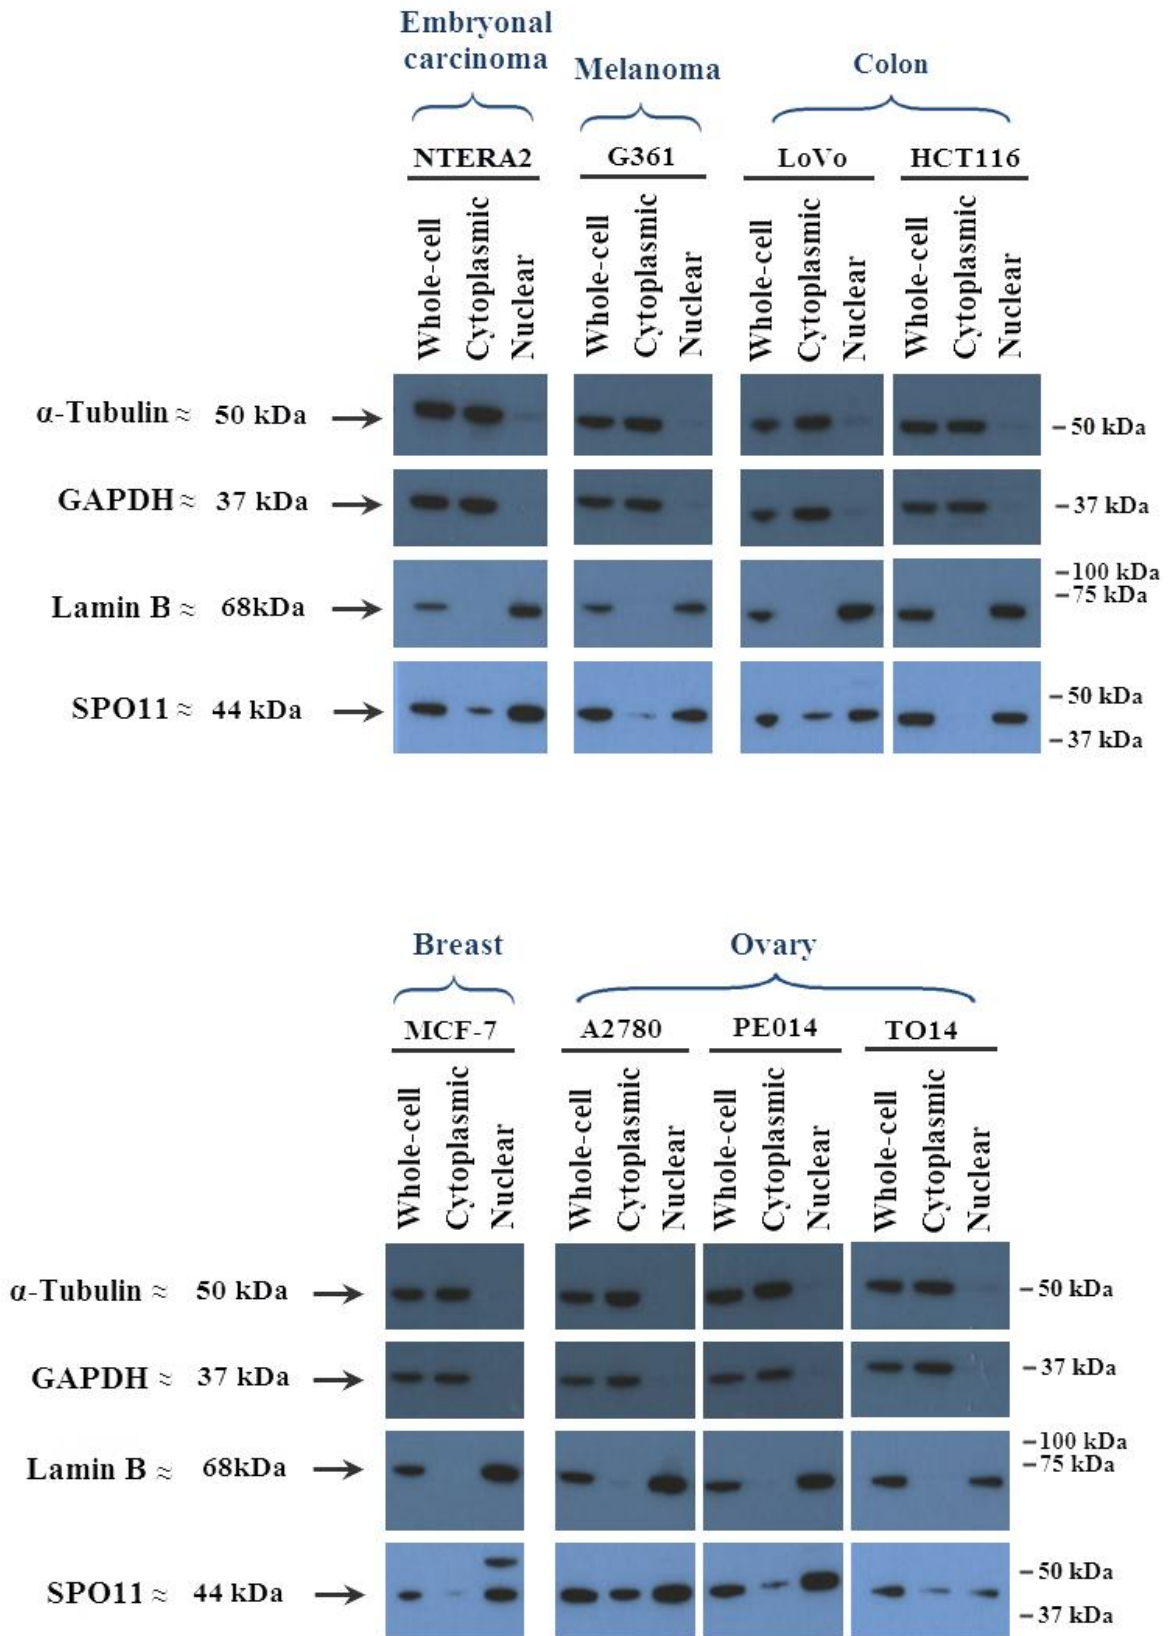 Embryonal
carcinoma
Melanoma
Colon
NTERA2
G361
LoVo
HCT116
Whole-cell
Cytoplasmic
Nuclear
Whole-cell
Cytoplasmic
Nuclear
Whole-cell
Cytoplasmic
Nuclear
Whole-cell
Cytoplasmic
Nuclear
α-Tubulin ≈ 50 kDa
– 50 kDa
GAPDH ≈ 37 kDa
– 37 kDa
– 100 kDa
– 75 kDa
Lamin B ≈ 68kDa
– 50 kDa
SPO11 ≈ 44 kDa
– 37 kDa
Breast
Ovary
MCF-7
A2780
PE014
TO14
Whole-cell
Cytoplasmic
Nuclear
Whole-cell
Cytoplasmic
Nuclear
Whole-cell
Cytoplasmic
Nuclear
Whole-cell
Cytoplasmic
Nuclear
α-Tubulin ≈ 50 kDa
– 50 kDa
GAPDH ≈ 37 kDa
– 37 kDa
– 100 kDa
– 75 kDa
Lamin B ≈ 68kDa
– 50 kDa
SPO11 ≈ 44 kDa
– 37 kDa